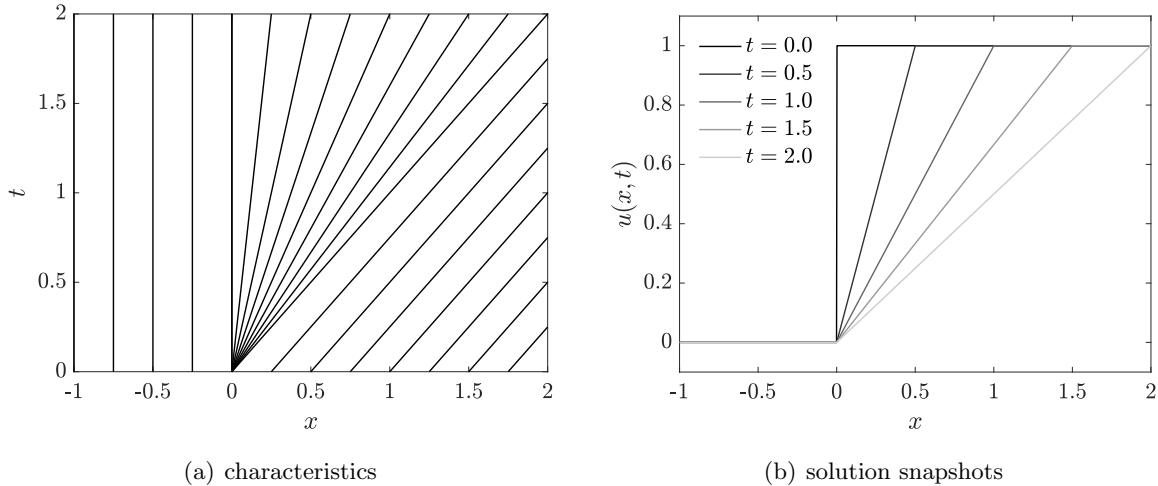 2
1.5
1
0.5
0
t
-1 -0.5 0 0.5 1 1.5 2
x
(a) characteristics
1
0.8
0.6
0.4
0.2
0
u(x, t)
t = 0.0
t = 0.5
t = 1.0
t = 1.5
t = 2.0
-1 -0.5 0 0.5 1 1.5 2
x
(b) solution snapshots